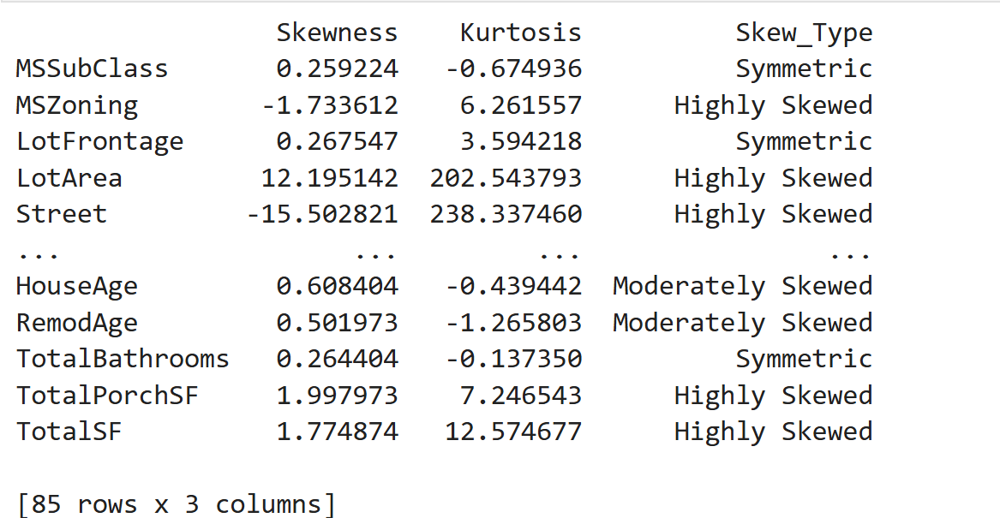 Skewness Kurtosis Skew_Type
MSSubClass 0.259224 -0.674936 Symmetric
MSZoning -1.733612 6.261557 Highly Skewed
LotFrontage 0.267547 3.594218 Symmetric
LotArea 12.195142 202.543793 Highly Skewed
Street -15.502821 238.337460 Highly Skewed
... ... ... ...
HouseAge 0.608404 -0.439442 Moderately Skewed
RemodAge 0.501973 -1.265803 Moderately Skewed
TotalBathrooms 0.264404 -0.137350 Symmetric
TotalPorchSF 1.997973 7.246543 Highly Skewed
TotalSF 1.774874 12.574677 Highly Skewed
[85 rows x 3 columns]